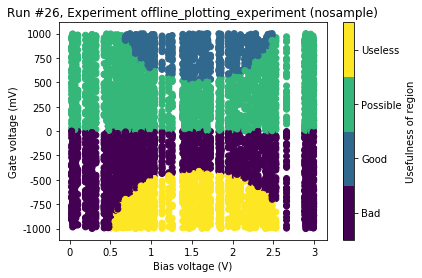 Run #26, Experiment offline_plotting_experiment (nosample)
1000
750
500
250
0
-250
-500
-750
-1000
Gate voltage (mV)
0
0.5
1
1.5
2
2.5
3
Bias voltage (V)
Useless
Possible
Good
Bad
Usefulness of region